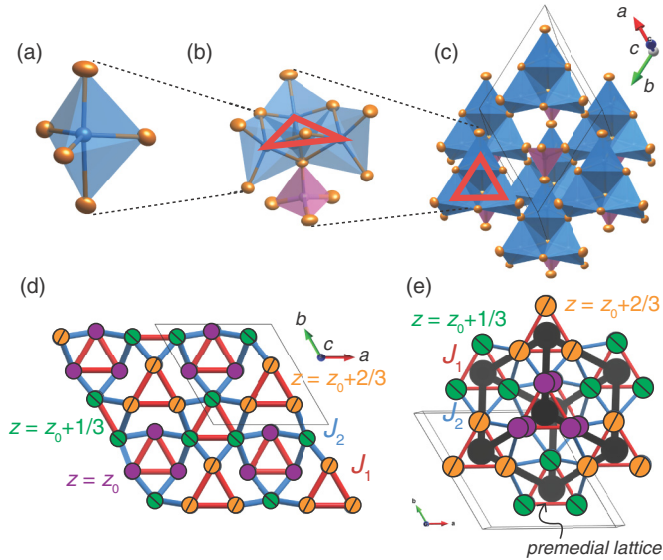 (a)
(b)
(c)
a
c
c
b
(d)
(e)
b
c
a
z = z₀+2/3
z = z₀+1/3
J₁
J₂
z = z₀+2/3
z = z₀+1/3
J₂
z = z₀
J₁
b
a
premedial lattice